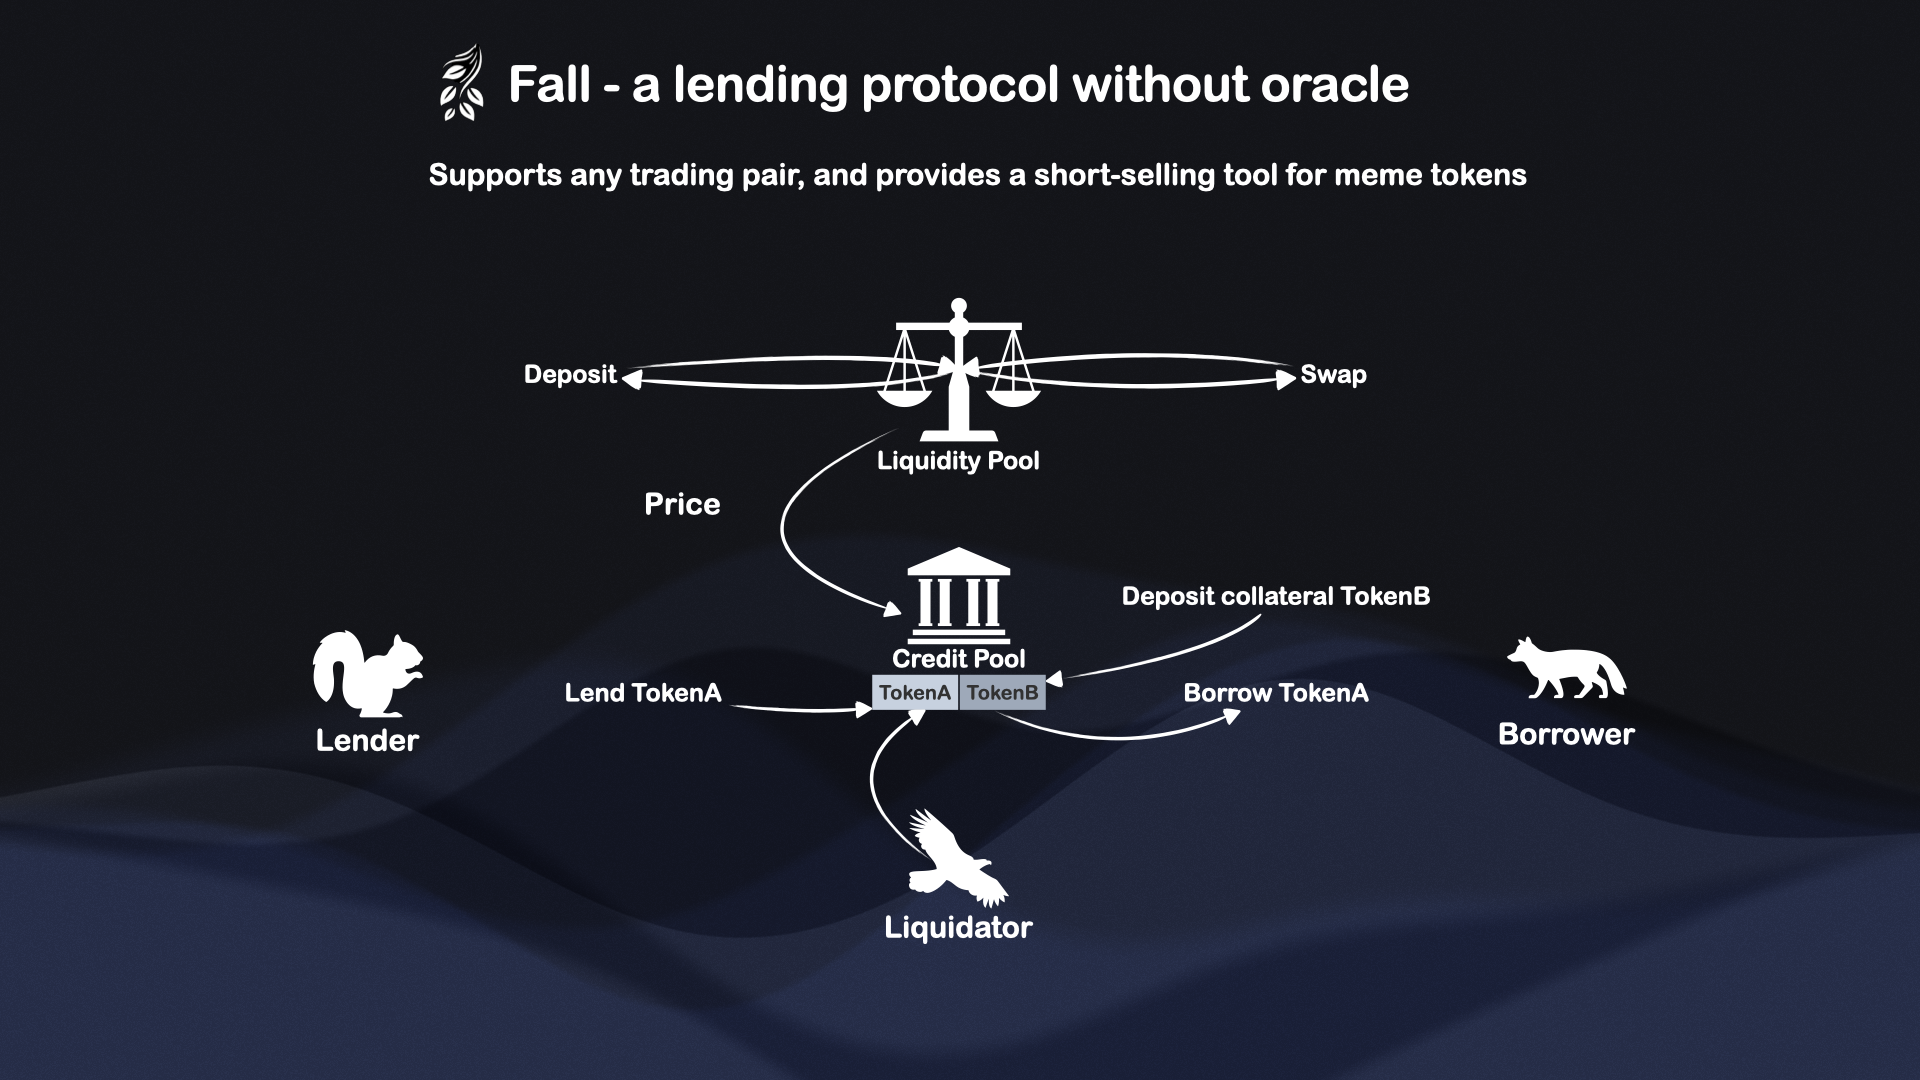 Fall - a lending protocol without oracle
Supports any trading pair, and provides a short-selling tool for meme tokens
Deposit
Swap
Liquidity Pool
Price
Deposit collateral TokenB
Credit Pool
Lend TokenA
TokenA
TokenB
Borrow TokenA
Lender
Borrower
Liquidator